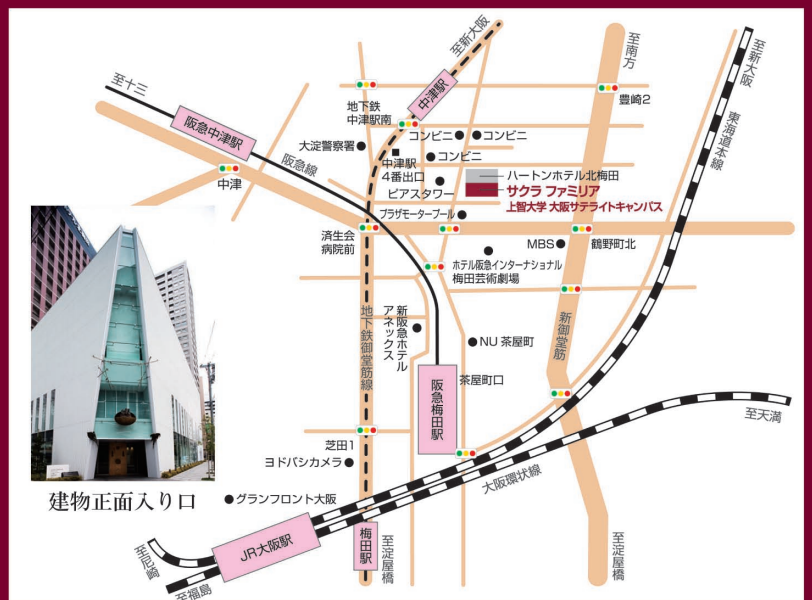 至新大阪
至南方
至新大阪
至十三
中津駅
地下鉄
中津駅南
豊崎2
東海道本線
阪急中津駅
コンビニ
コンビニ
大淀警察署
阪急線
中津駅
4番出口
コンビニ
中津
ピアスタワー
ハートンホテル北梅田
サクラ ファミリア
上智大学 大阪サテライトキャンパス
プラザモータープール
済生会
病院前
MBS
鶴野町北
ホテル阪急インターナショナル
梅田芸術劇場
地下鉄御堂筋線
新阪急ホテル
アネックス
新御堂筋
NU 茶屋町
阪急梅田駅
茶屋町口
至天満
芝田1
ヨドバシカメラ
大阪環状線
建物正面入り口
グランフロント大阪
JR大阪駅
梅田駅
至淀屋橋
至淀屋橋
至尼崎
至福島